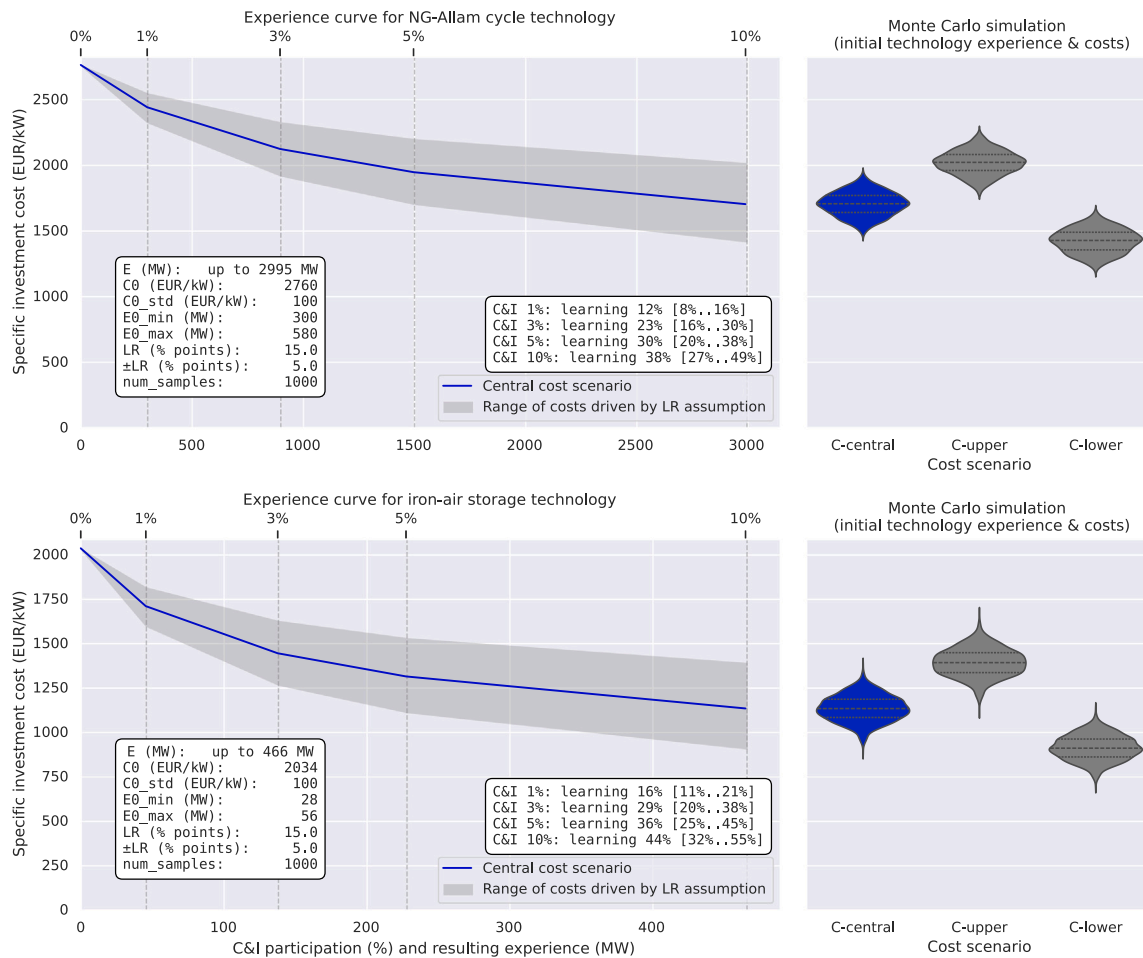 Experience curve for NG-Allam cycle technology
0% 1% 3% 5% 10%
Specific investment cost (EUR/kW)
2500
2000
1500
1000
500
0
E (MW): up to 2995 MW
C0 (EUR/kW): 2760
C0_std (EUR/kW): 100
E0_min (MW): 300
E0_max (MW): 580
LR (% points): 15.0
±LR (% points): 5.0
num_samples: 1000
C&I 1%: learning 12% [8%..16%]
C&I 3%: learning 23% [16%..30%]
C&I 5%: learning 30% [20%..38%]
C&I 10%: learning 38% [27%..49%]
Central cost scenario
Range of costs driven by LR assumption
0 500 1000 1500 2000 2500 3000
Monte Carlo simulation
(initial technology experience & costs)
C-central C-upper C-lower
Cost scenario
Experience curve for iron-air storage technology
0% 1% 3% 5% 10%
Specific investment cost (EUR/kW)
2000
1750
1500
1250
1000
750
500
250
0
E (MW): up to 466 MW
C0 (EUR/kW): 2034
C0_std (EUR/kW): 100
E0_min (MW): 28
E0_max (MW): 56
LR (% points): 15.0
±LR (% points): 5.0
num_samples: 1000
C&I 1%: learning 16% [11%..21%]
C&I 3%: learning 29% [20%..38%]
C&I 5%: learning 36% [25%..45%]
C&I 10%: learning 44% [32%..55%]
Central cost scenario
Range of costs driven by LR assumption
0 100 200 300 400
C&I participation (%) and resulting experience (MW)
Monte Carlo simulation
(initial technology experience & costs)
C-central C-upper C-lower
Cost scenario